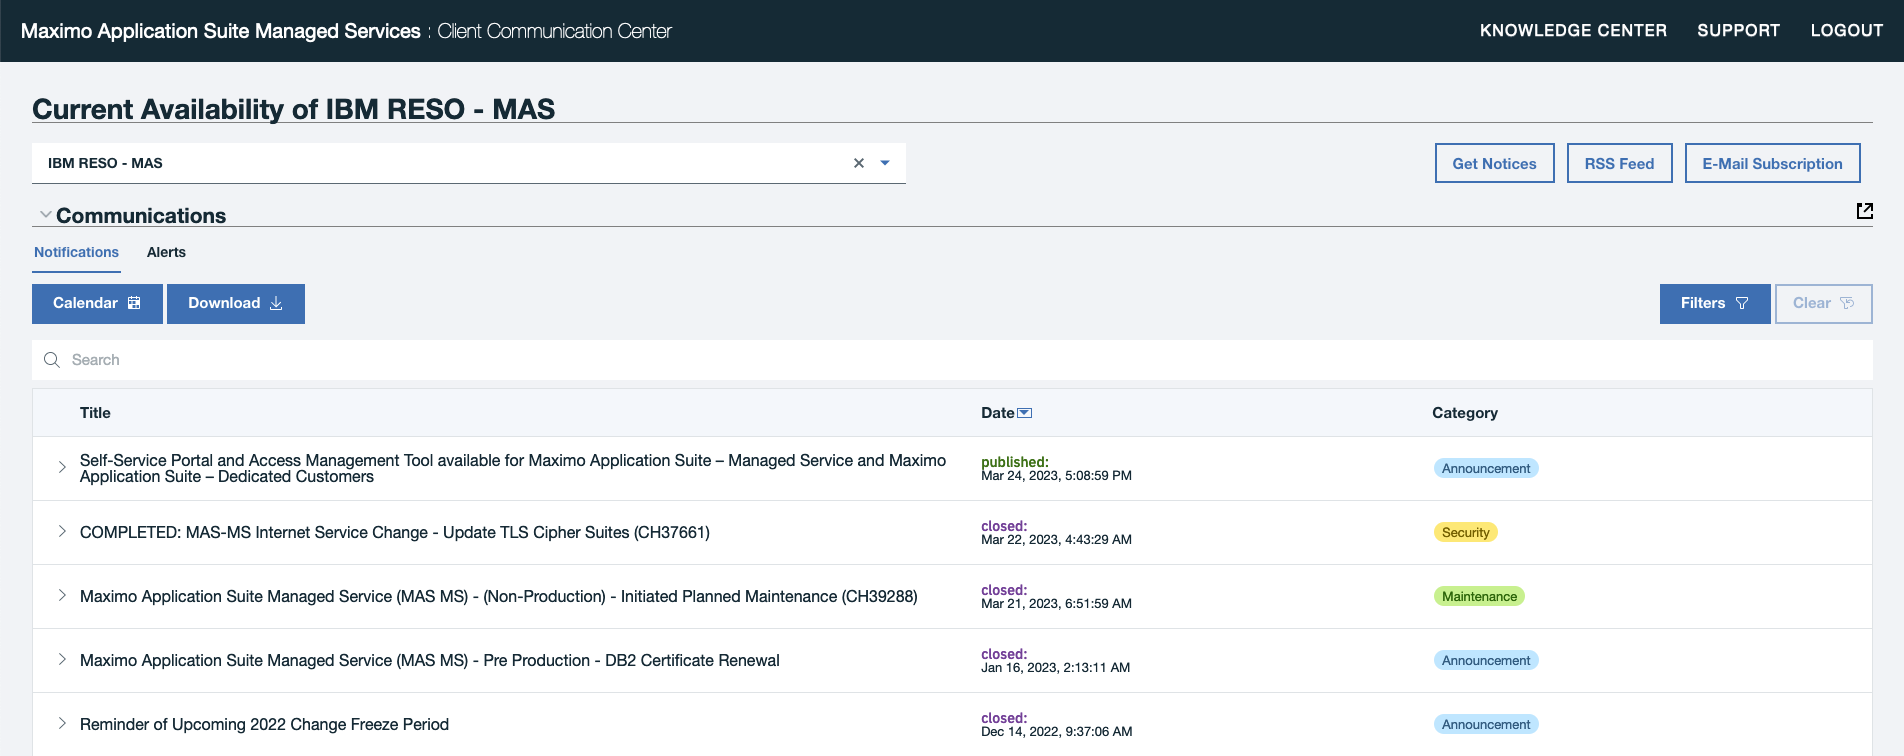 Maximo Application Suite Managed Services : Client Communication Center
KNOWLEDGE CENTER SUPPORT LOGOUT
Current Availability of IBM RESO - MAS
IBM RESO - MAS
Get Notices RSS Feed E-Mail Subscription
Communications
Notifications Alerts
Calendar Download Filters Clear
Search
Title Date Category
Self-Service Portal and Access Management Tool available for Maximo Application Suite – Managed Service and Maximo
Application Suite – Dedicated Customers
published:
Mar 24, 2023, 5:08:59 PM
Announcement
COMPLETED: MAS-MS Internet Service Change - Update TLS Cipher Suites (CH37661)
closed:
Mar 22, 2023, 4:43:29 AM
Security
Maximo Application Suite Managed Service (MAS MS) - (Non-Production) - Initiated Planned Maintenance (CH39288)
closed:
Mar 21, 2023, 6:51:59 AM
Maintenance
Maximo Application Suite Managed Service (MAS MS) - Pre Production - DB2 Certificate Renewal
closed:
Jan 16, 2023, 2:13:11 AM
Announcement
Reminder of Upcoming 2022 Change Freeze Period
closed:
Dec 14, 2022, 9:37:06 AM
Announcement